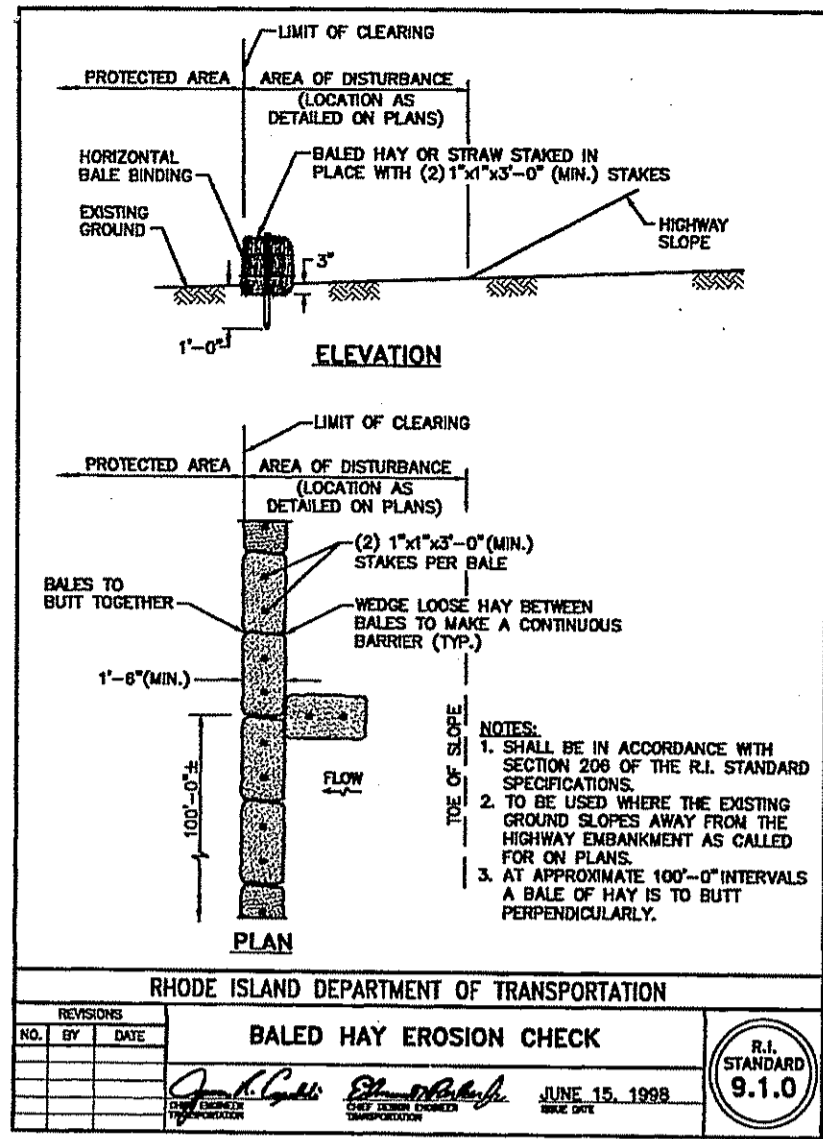 LIMIT OF CLEARING
PROTECTED AREA
AREA OF DISTURBANCE
(LOCATION AS
DETAILED ON PLANS)
HORIZONTAL
BALE BINDING
BALED HAY OR STRAW STAKED IN
PLACE WITH (2) 1"x1"x3'-0" (MIN.) STAKES
EXISTING
GROUND
HIGHWAY
SLOPE
3"
1'-0"
ELEVATION
LIMIT OF CLEARING
PROTECTED AREA
AREA OF DISTURBANCE
(LOCATION AS
DETAILED ON PLANS)
(2) 1"x1"x3'-0"(MIN.)
STAKES PER BALE
BALES TO
BUTT TOGETHER
WEDGE LOOSE HAY BETWEEN
BALES TO MAKE A CONTINUOUS
BARRIER (TYP.)
1'-6"(MIN.)
100'-0"±
FLOW
TOE OF SLOPE
NOTES:
1. SHALL BE IN ACCORDANCE WITH
SECTION 206 OF THE R.I. STANDARD
SPECIFICATIONS.
2. TO BE USED WHERE THE EXISTING
GROUND SLOPES AWAY FROM THE
HIGHWAY EMBANKMENT AS CALLED
FOR ON PLANS.
3. AT APPROXIMATE 100'-0" INTERVALS
A BALE OF HAY IS TO BUTT
PERPENDICULARLY.
PLAN
RHODE ISLAND DEPARTMENT OF TRANSPORTATION
REVISIONS
NO. BY DATE
BALED HAY EROSION CHECK
CHIEF ENGINEER
TRANSPORTATION
CHIEF DESIGN ENGINEER
TRANSPORTATION
JUNE 15, 1998
ISSUE DATE
R.I.
STANDARD
9.1.0